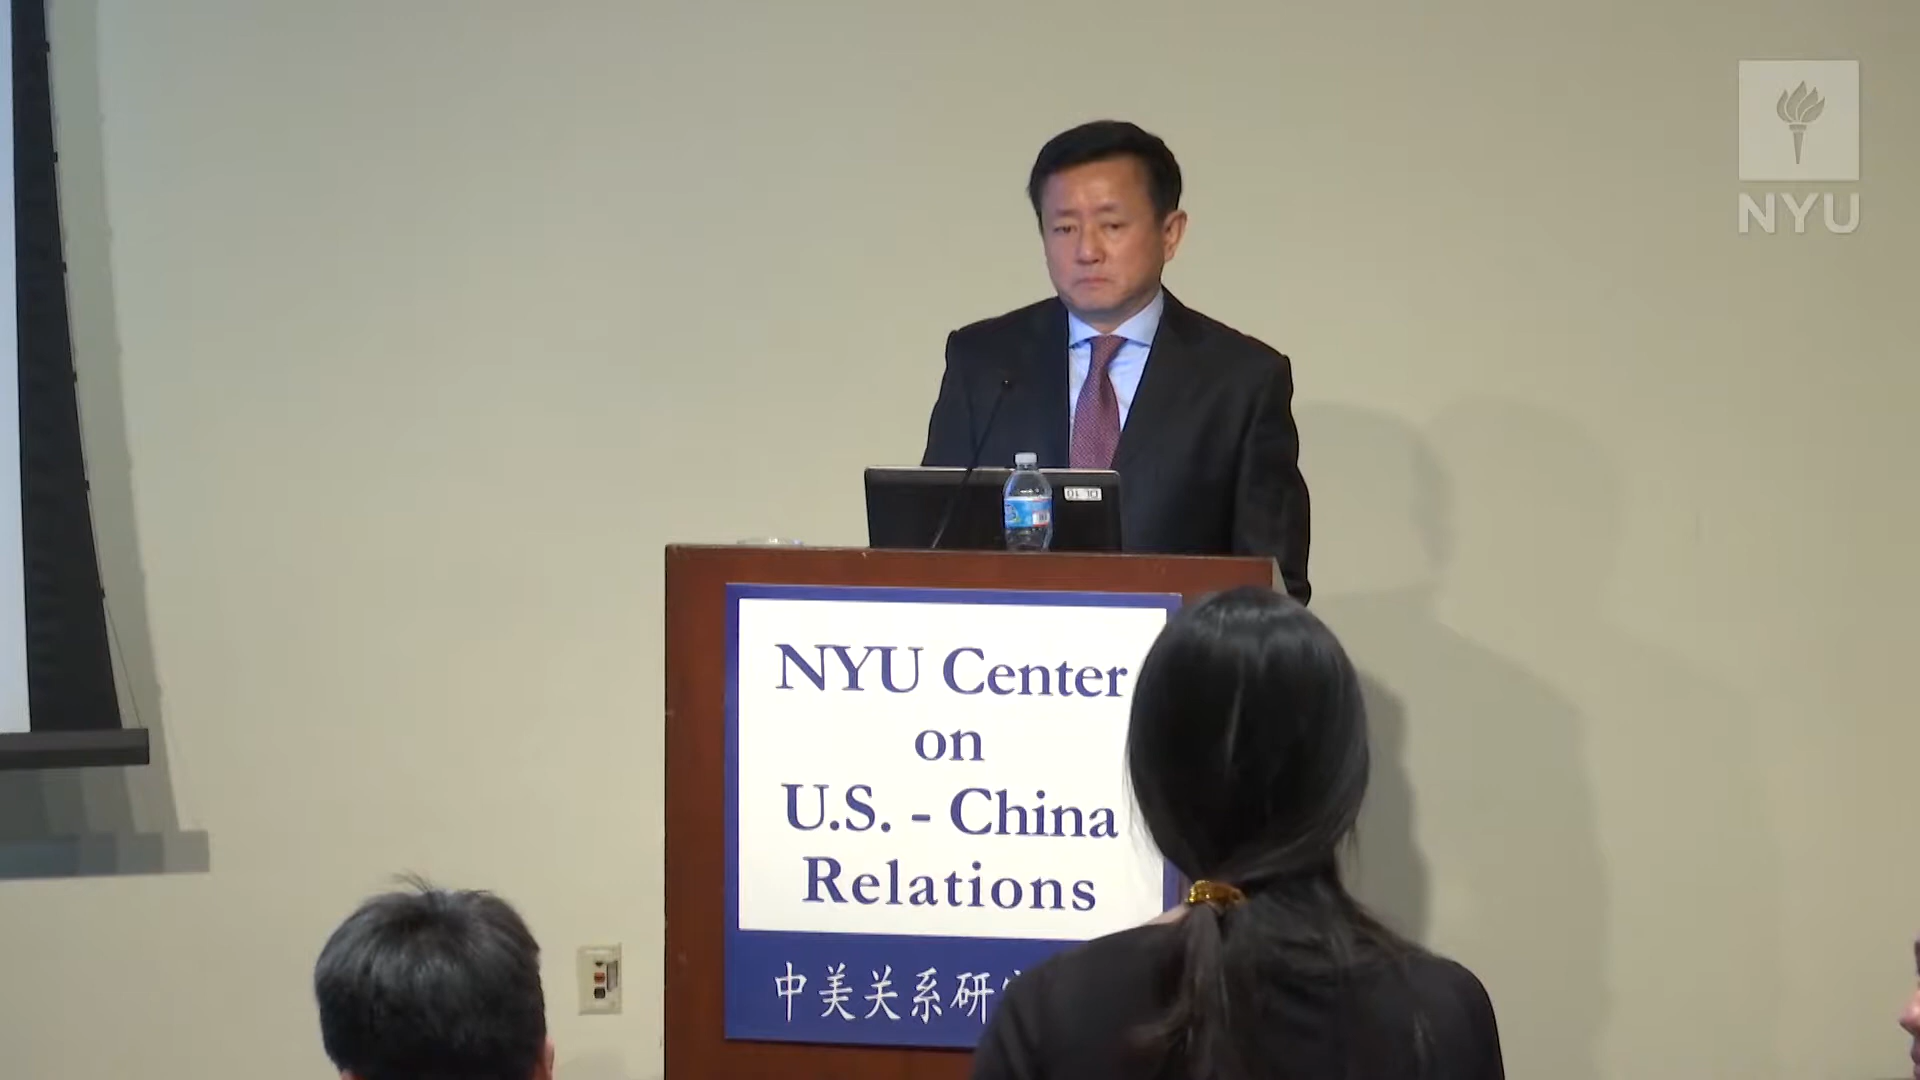 NYU
NYU Center
on
U.S. - China
Relations
中美关系研